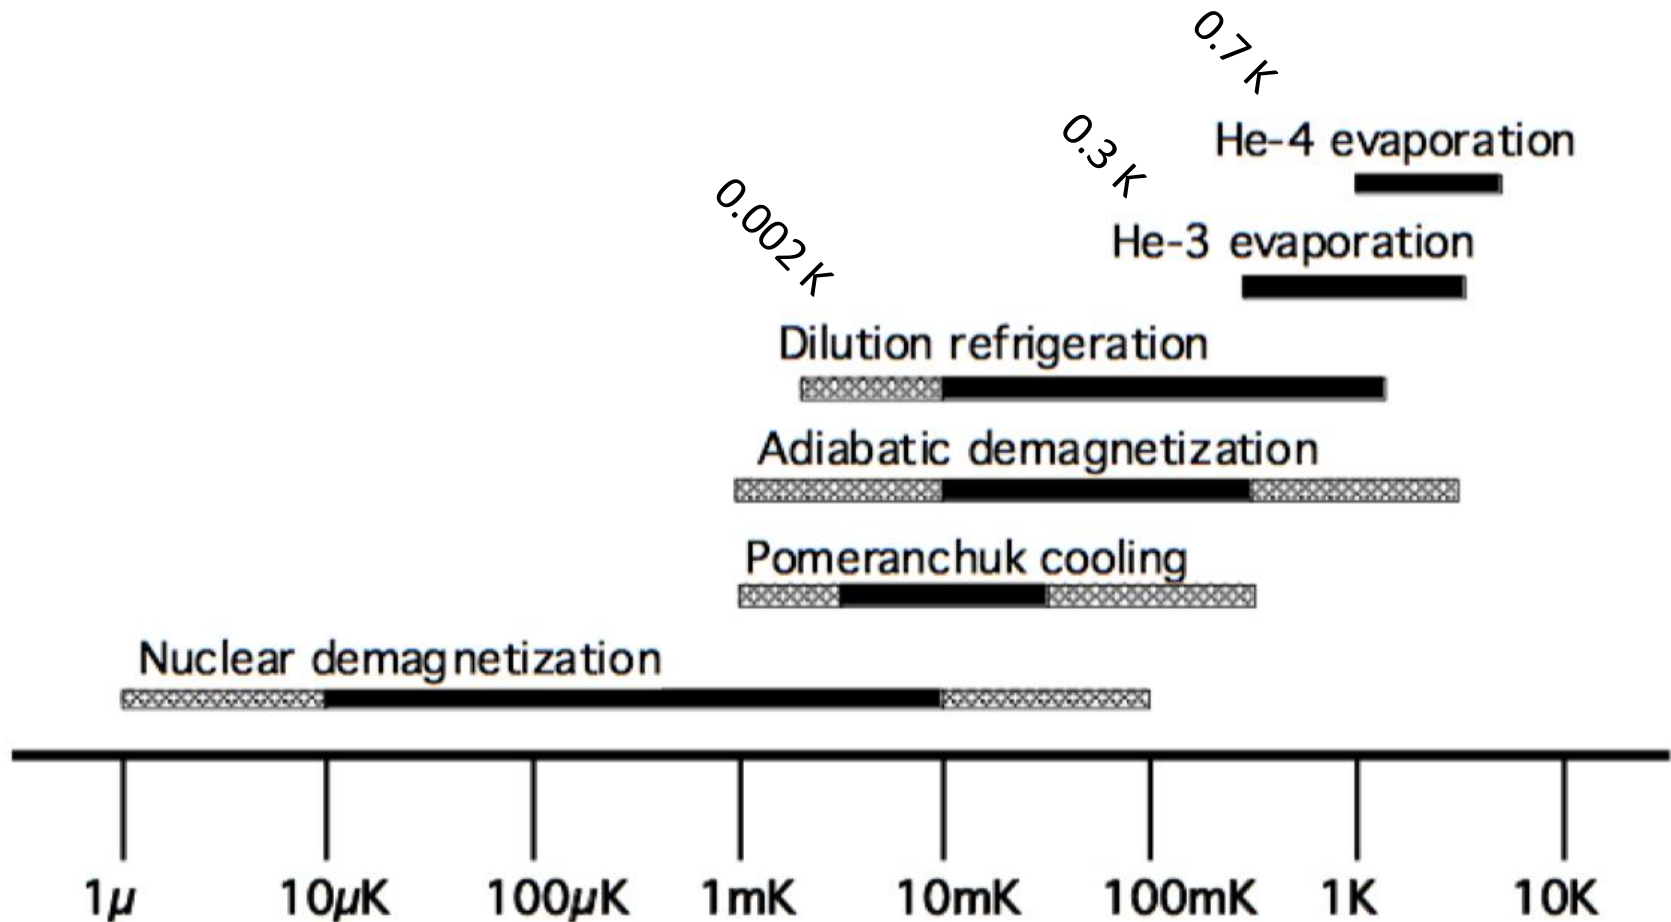 0.7 K
He-4 evaporation
0.3 K
He-3 evaporation
0.002 K
Dilution refrigeration
Adiabatic demagnetization
Pomeranchuk cooling
Nuclear demagnetization
1µ 10µK 100µK 1mK 10mK 100mK 1K 10K